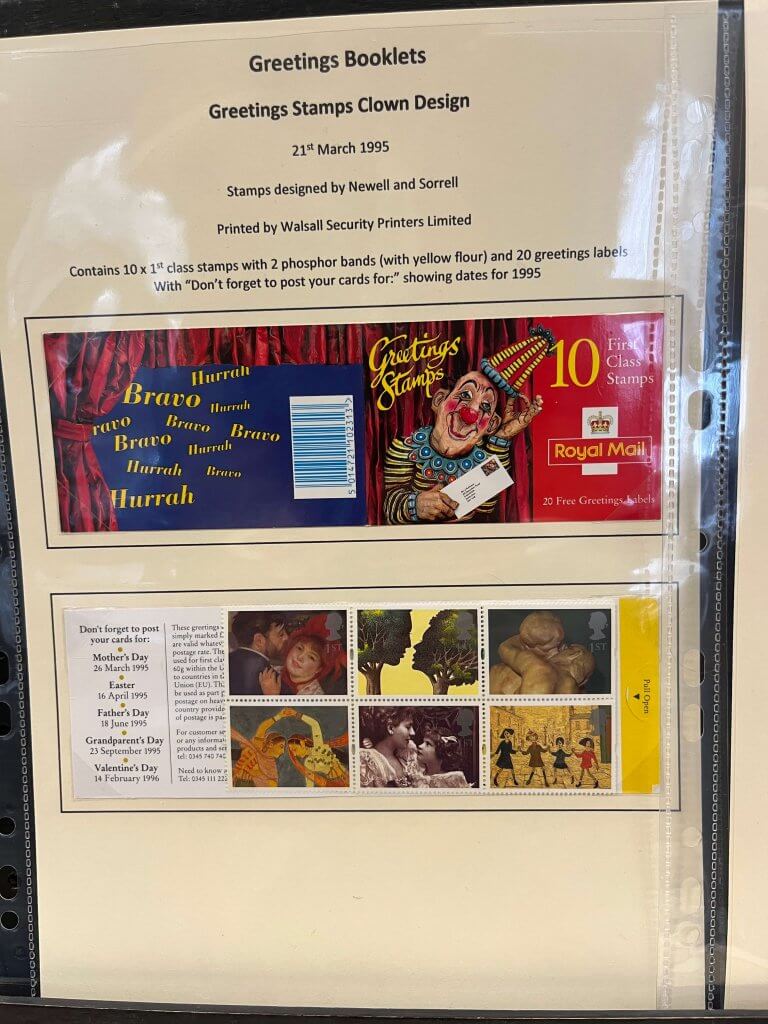 Greetings Booklets
Greetings Stamps Clown Design
21st March 1995
Stamps designed by Newell and Sorrell
Printed by Walsall Security Printers Limited
Contains 10 x 1st class stamps with 2 phosphor bands (with yellow flour) and 20 greetings labels
With “Don’t forget to post your cards for:” showing dates for 1995
Hurrah
Bravo
Hurrah
ravo
Bravo
Bravo
Bravo
Hurrah
Hurrah
Bravo
Hurrah
5 014721 102313
Greetings
Stamps
10
First
Class
Stamps
Royal Mail
20 Free Greetings Labels
Don't forget to post
your cards for:
Mother's Day
26 March 1995
Easter
16 April 1995
Father's Day
18 June 1995
Grandparent's Day
23 September 1995
Valentine's Day
14 February 1996
These greetings
simply marked
are valid whatev
postage rate. The
used for first cla
60g within the
to countries in t
Union (EU). Th
be used as part
postage on heav
country provide
of postage is pa
For customer se
or any informat
products and se
tel: 0345 740 740
Need to know a
Tel: 0345 111 222
1ST
1ST
Pull Open